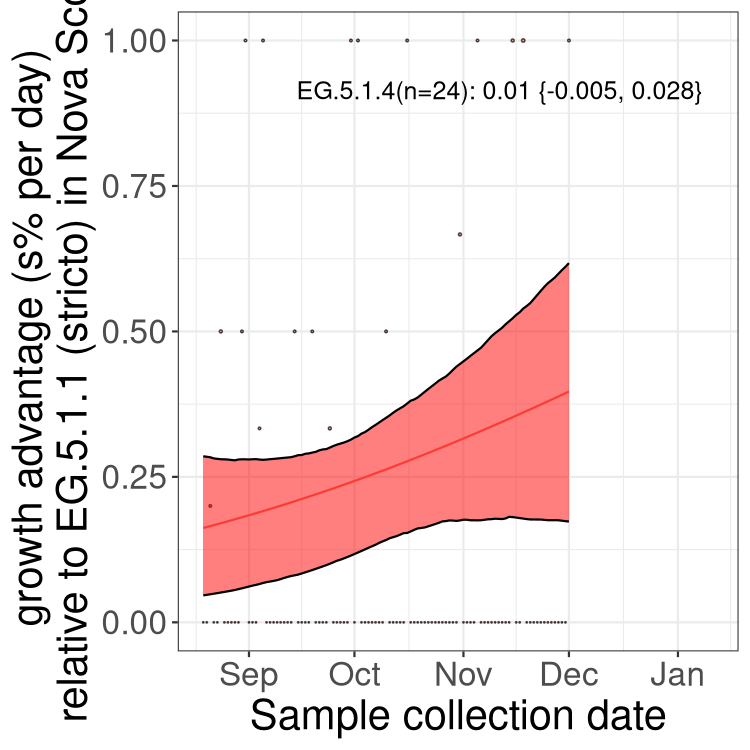 growth advantage (s% per day)
relative to EG.5.1.1 (stricto) in Nova Sco
1.00
0.75
0.50
0.25
0.00
EG.5.1.4(n=24): 0.01 {-0.005, 0.028}
Sep Oct Nov Dec Jan
Sample collection date